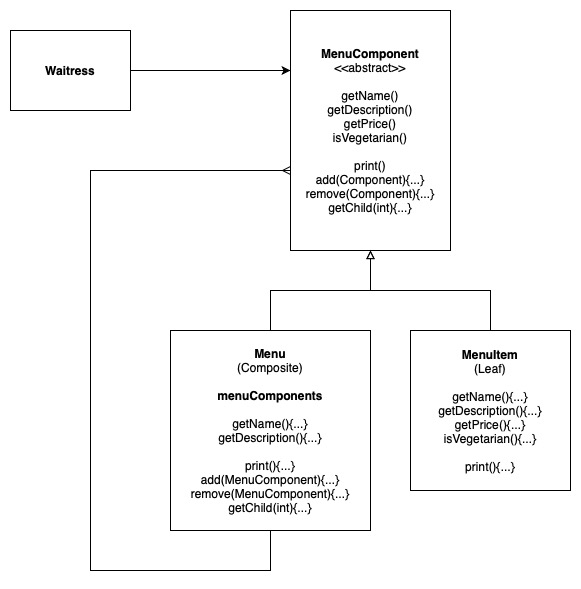 Waitress
MenuComponent
<<abstract>>
getName()
getDescription()
getPrice()
isVegetarian()
print()
add(Component){...}
remove(Component){...}
getChild(int){...}
Menu
(Composite)
menuComponents
getName(){...}
getDescription(){...}
print(){...}
add(MenuComponent){...}
remove(MenuComponent){...}
getChild(int){...}
MenuItem
(Leaf)
getName(){...}
getDescription(){...}
getPrice(){...}
isVegetarian(){...}
print(){...}